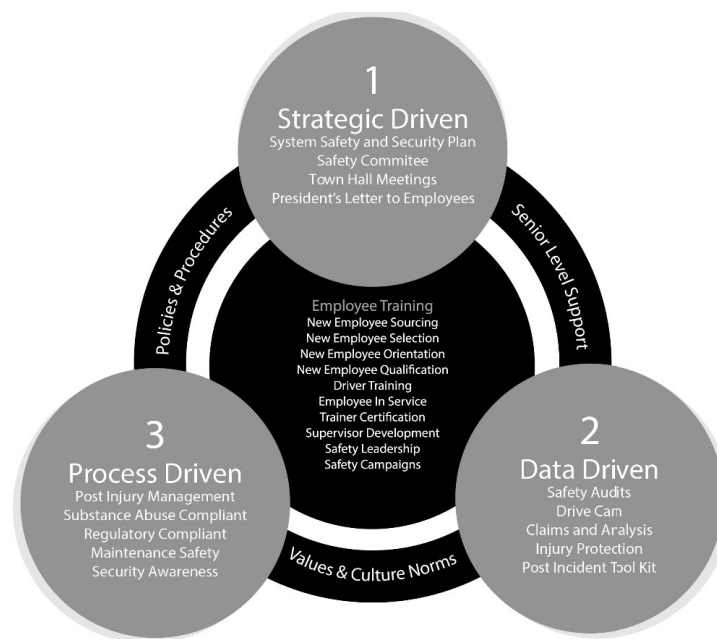 1
Strategic Driven
System Safety and Security Plan
Safety Commitee
Town Hall Meetings
President's Letter to Employees
Policies & Procedures
Senior Level Support
Employee Training
New Employee Sourcing
New Employee Selection
New Employee Orientation
New Employee Qualification
Driver Training
Employee In Service
Trainer Certification
Supervisor Development
Safety Leadership
Safety Campaigns
3
Process Driven
Post Injury Management
Substance Abuse Compliant
Regulatory Compliant
Maintenance Safety
Security Awareness
2
Data Driven
Safety Audits
Drive Cam
Claims and Analysis
Injury Protection
Post Incident Tool Kit
Values & Culture Norms